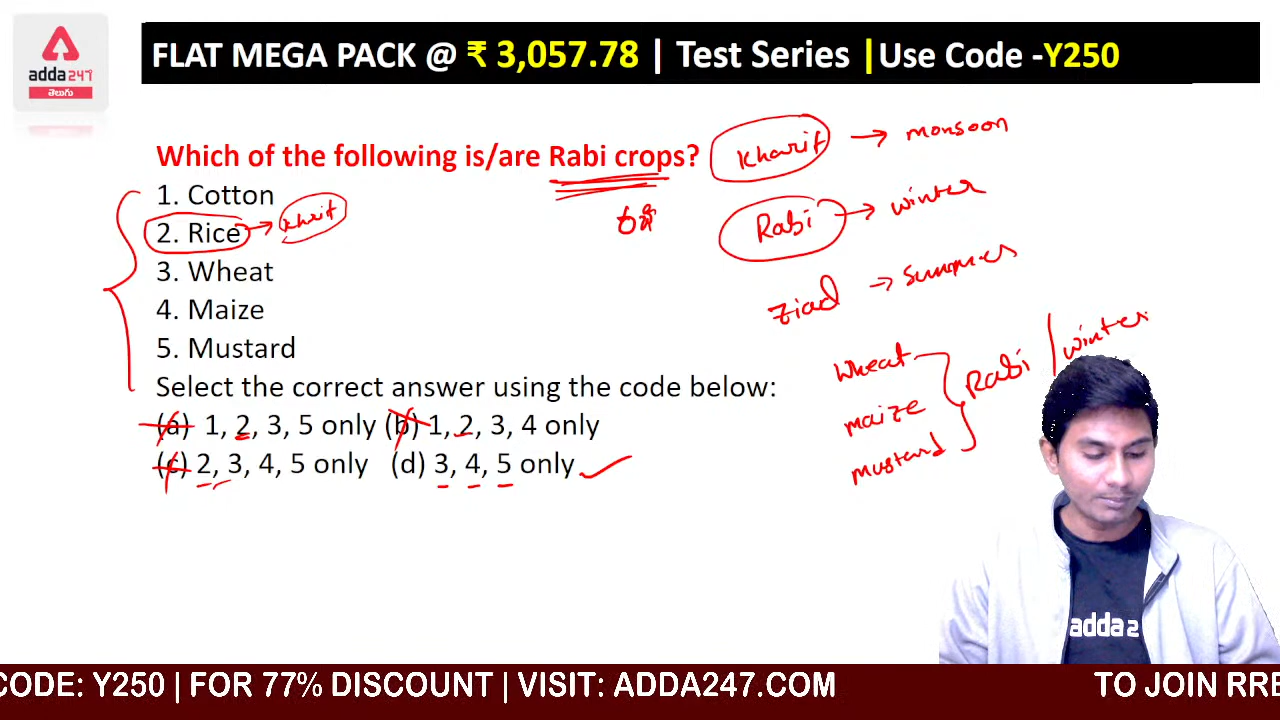 adda247
తెలుగు
FLAT MEGA PACK @ ₹ 3,057.78 | Test Series | Use Code -Y250
Which of the following is/are Rabi crops?
Kharif → monsoon
1. Cotton
2. Rice → Kharif
రబీ
Rabi → winter
3. Wheat
4. Maize
ziad → summer
5. Mustard
wheat
maize
mustard
Rabi / winter
Select the correct answer using the code below:
(a) 1, 2, 3, 5 only (b) 1, 2, 3, 4 only
(c) 2, 3, 4, 5 only (d) 3, 4, 5 only
adda2
CODE: Y250 | FOR 77% DISCOUNT | VISIT: ADDA247.COM
TO JOIN RRE